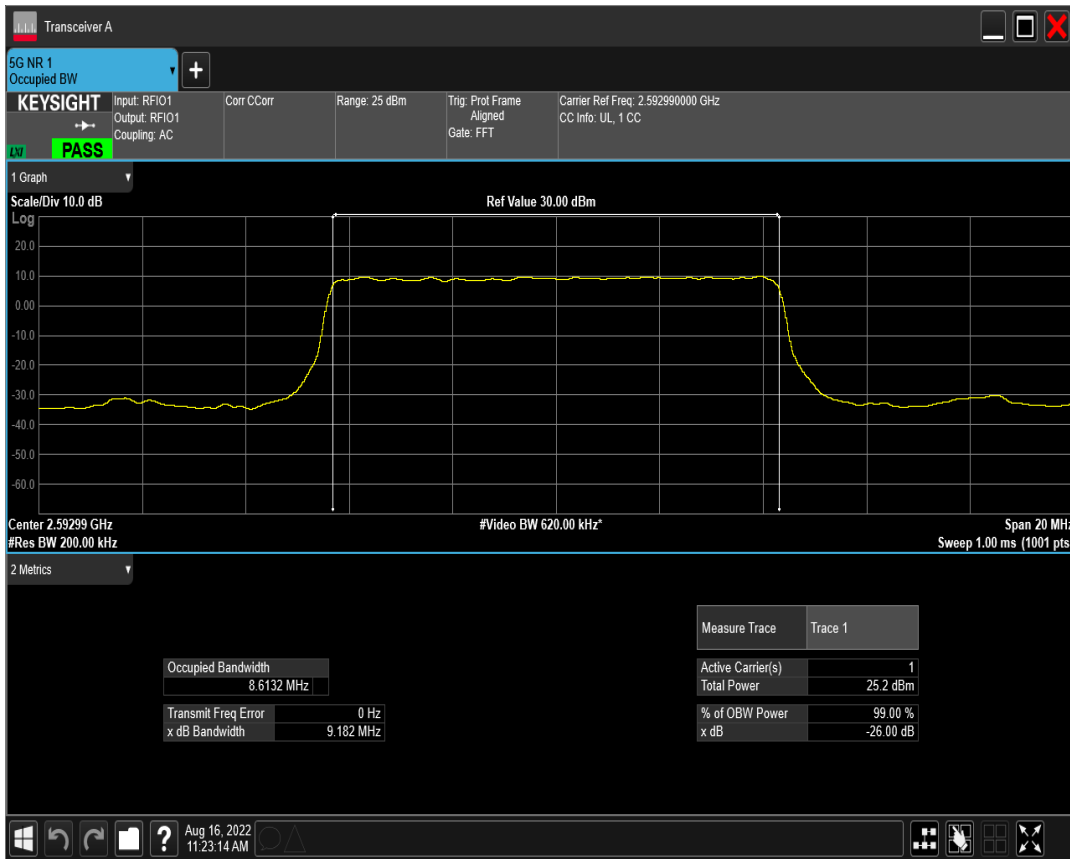 Transceiver A
5G NR 1
Occupied BW
+
KEYSIGHT
LXI
PASS
Input: RFIO1
Output: RFIO1
Coupling: AC
Corr CCorr
Range: 25 dBm
Trig: Prot Frame
Aligned
Gate: FFT
Carrier Ref Freq: 2.592990000 GHz
CC Info: UL, 1 CC
1 Graph
Scale/Div 10.0 dB
Ref Value 30.00 dBm
Log
20.0
10.0
0.00
-10.0
-20.0
-30.0
-40.0
-50.0
-60.0
Center 2.59299 GHz
#Video BW 620.00 kHz*
Span 20 MHz
#Res BW 200.00 kHz
Sweep 1.00 ms (1001 pts
2 Metrics
Measure Trace Trace 1
Occupied Bandwidth
8.6132 MHz
Active Carrier(s) 1
Total Power 25.2 dBm
Transmit Freq Error 0 Hz
x dB Bandwidth 9.182 MHz
% of OBW Power 99.00 %
x dB -26.00 dB
?
Aug 16, 2022
11:23:14 AM